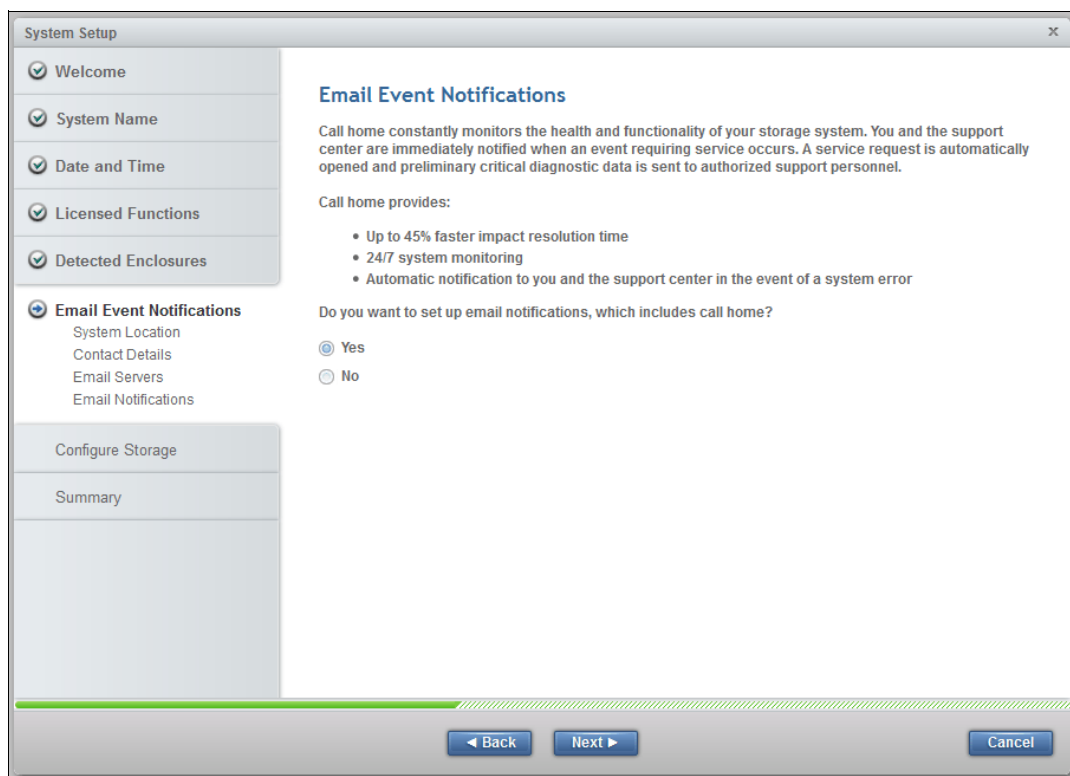 System Setup
x
Welcome
System Name
Date and Time
Licensed Functions
Detected Enclosures
Email Event Notifications
System Location
Contact Details
Email Servers
Email Notifications
Configure Storage
Summary
Email Event Notifications
Call home constantly monitors the health and functionality of your storage system. You and the support
center are immediately notified when an event requiring service occurs. A service request is automatically
opened and preliminary critical diagnostic data is sent to authorized support personnel.
Call home provides:
• Up to 45% faster impact resolution time
• 24/7 system monitoring
• Automatic notification to you and the support center in the event of a system error
Do you want to set up email notifications, which includes call home?
Yes
No
Back
Next
Cancel